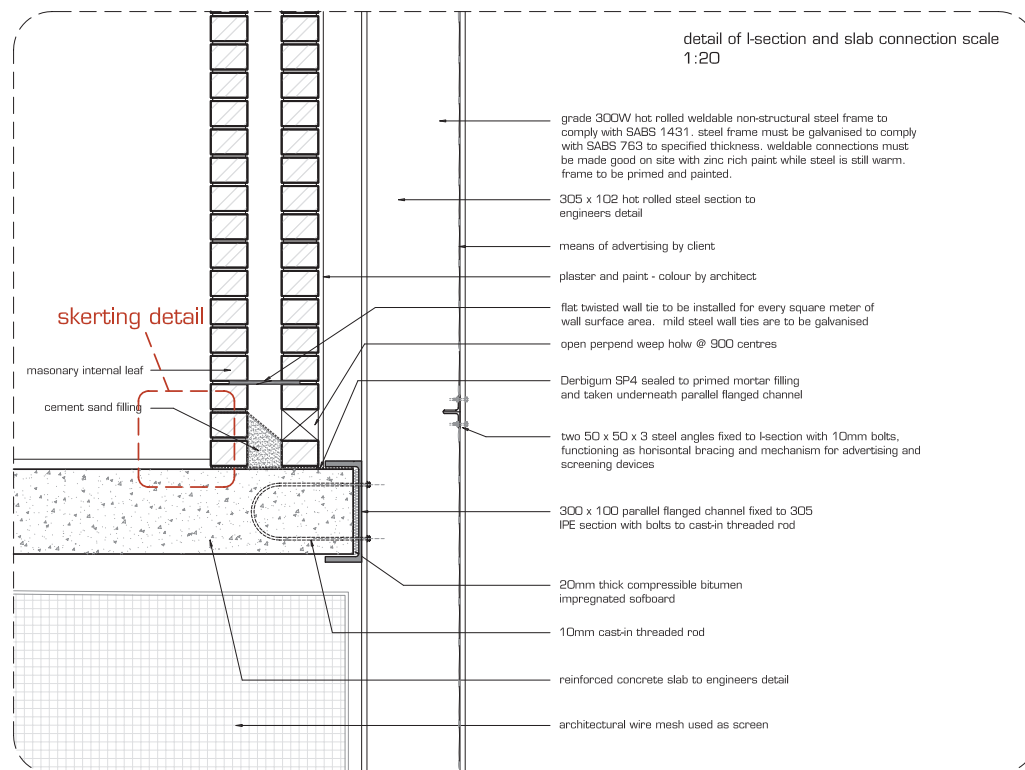 detail of I-section and slab connection scale
1:20
grade 300W hot rolled weldable non-structural steel frame to
comply with SABS 1431. steel frame must be galvanised to comply
with SABS 763 to specified thickness. weldable connections must
be made good on site with zinc rich paint while steel is still warm.
frame to be primed and painted.
305 x 102 hot rolled steel section to
engineers detail
means of advertising by client
plaster and paint - colour by architect
flat twisted wall tie to be installed for every square meter of
wall surface area. mild steel wall ties are to be galvanised
open perpend weep holw @ 900 centres
Derbigum SP4 sealed to primed mortar filling
and taken underneath parallel flanged channel
two 50 x 50 x 3 steel angles fixed to I-section with 10mm bolts,
functioning as horisontal bracing and mechanism for advertising and
screening devices
300 x 100 parallel flanged channel fixed to 305
IPE section with bolts to cast-in threaded rod
20mm thick compressible bitumen
impregnated sofboard
10mm cast-in threaded rod
reinforced concrete slab to engineers detail
architectural wire mesh used as screen
skerting detail
masonary internal leaf
cement sand filling